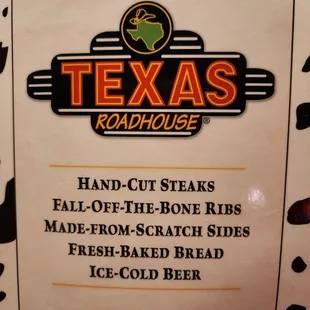 TEXAS
ROADHOUSE®
HAND-CUT STEAKS
FALL-OFF-THE-BONE RIBS
MADE-FROM-SCRATCH SIDES
FRESH-BAKED BREAD
ICE-COLD BEER